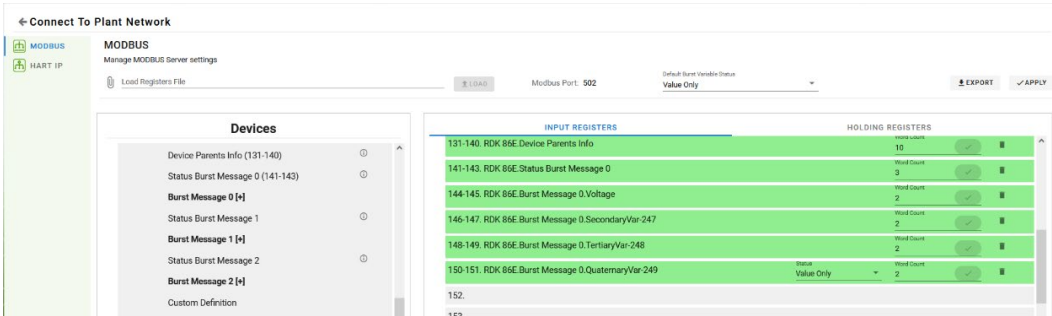 Connect To Plant Network
MODBUS
HART IP
MODBUS
Manage MODBUS Server settings
Load Registers File
LOAD
Modbus Port: 502
Default Burst Variable Status
Value Only
EXPORT
APPLY
Devices
Device Parents Info (131-140)
Status Burst Message 0 (141-143)
Burst Message 0 [+]
Status Burst Message 1
Burst Message 1 [+]
Status Burst Message 2
Burst Message 2 [+]
Custom Definition
INPUT REGISTERS
HOLDING REGISTERS
131-140. RDK 86E.Device Parents Info
Word Count
10
141-143. RDK 86E.Status Burst Message 0
Word Count
3
144-145. RDK 86E.Burst Message 0.Voltage
Word Count
2
146-147. RDK 86E.Burst Message 0.SecondaryVar-247
Word Count
2
148-149. RDK 86E.Burst Message 0.TertiaryVar-248
Word Count
2
150-151. RDK 86E.Burst Message 0.QuaternaryVar-249
Status
Value Only
Word Count
2
152.
153.